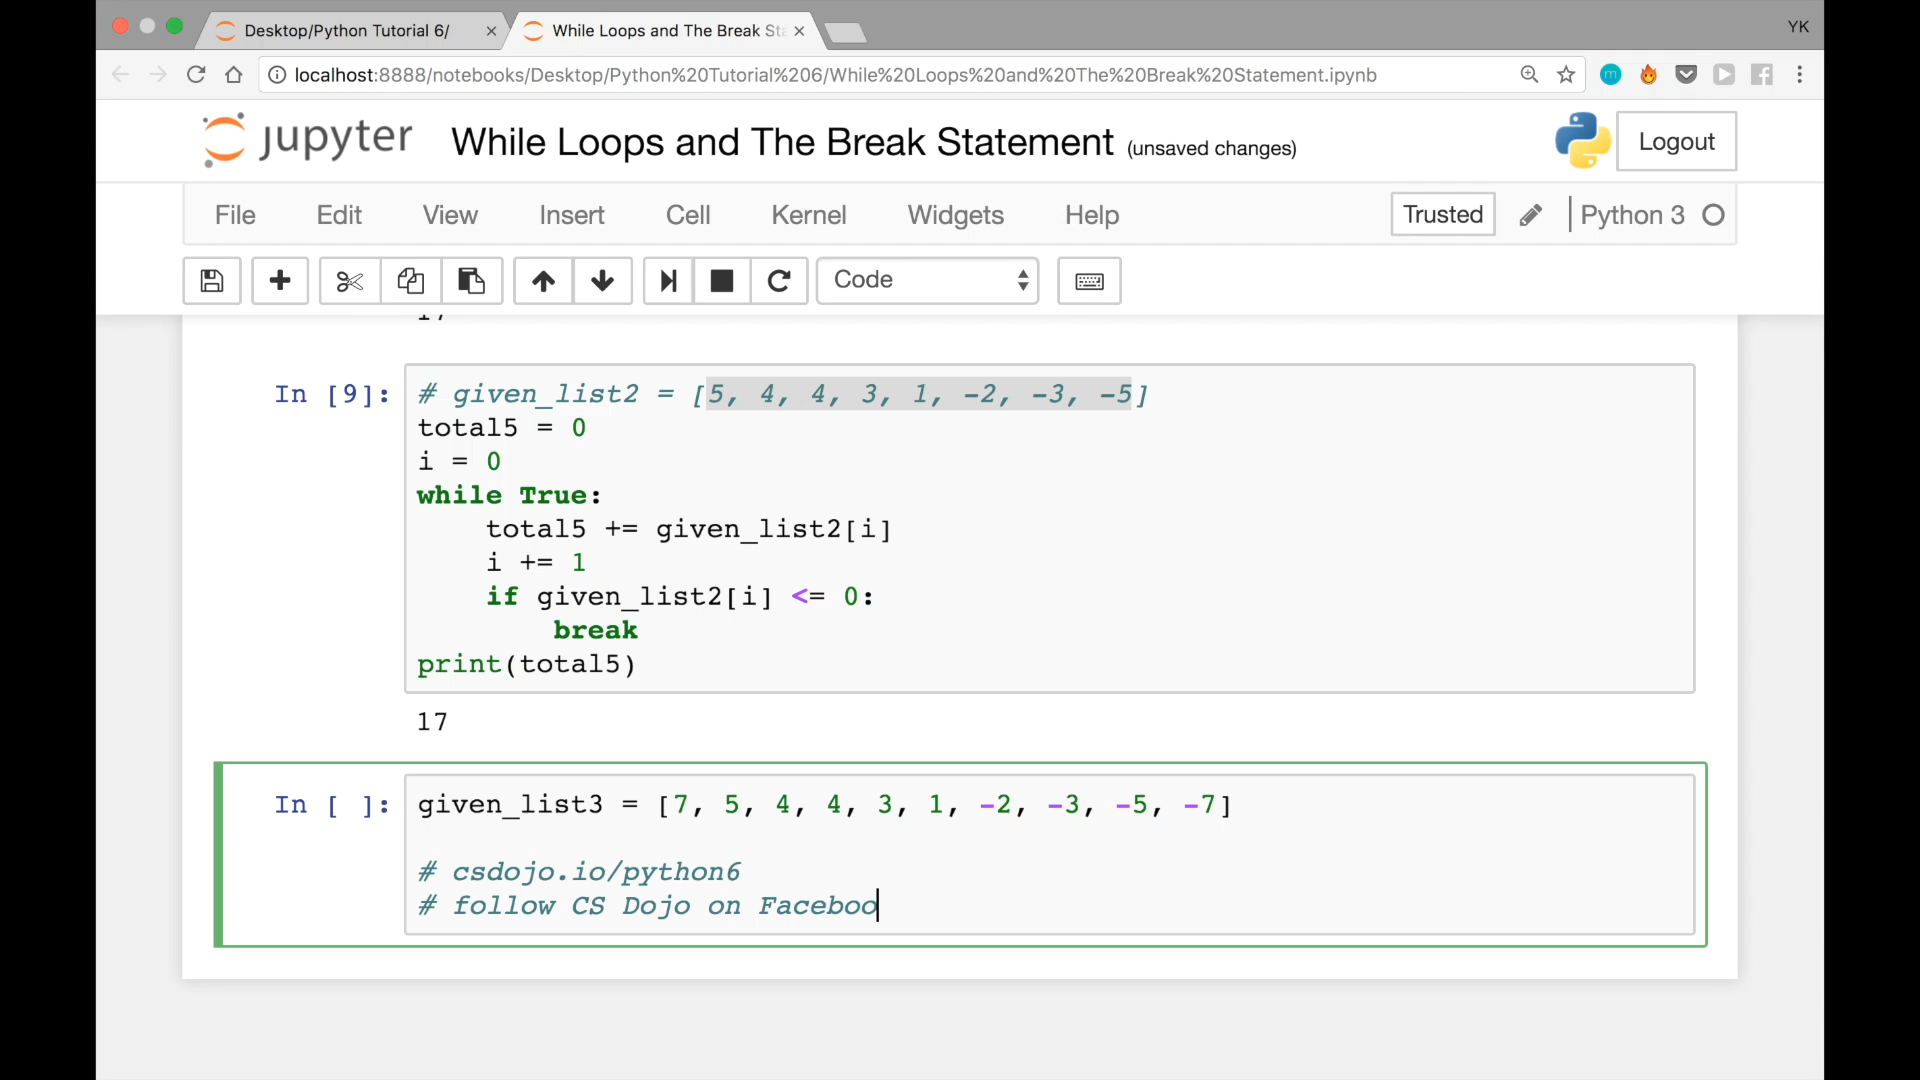 Desktop/Python Tutorial 6/
While Loops and The Break Sta
YK
localhost:8888/notebooks/Desktop/Python%20Tutorial%206/While%20Loops%20and%20The%20Break%20Statement.ipynb
jupyter
While Loops and The Break Statement (unsaved changes)
Logout
File Edit View Insert Cell Kernel Widgets Help
Trusted
Python 3
Code
17
In [9]:
# given_list2 = [5, 4, 4, 3, 1, -2, -3, -5]
total5 = 0
i = 0
while True:
    total5 += given_list2[i]
    i += 1
    if given_list2[i] <= 0:
        break
print(total5)
17
In [ ]:
given_list3 = [7, 5, 4, 4, 3, 1, -2, -3, -5, -7]
# csdojo.io/python6
# follow CS Dojo on Faceboo